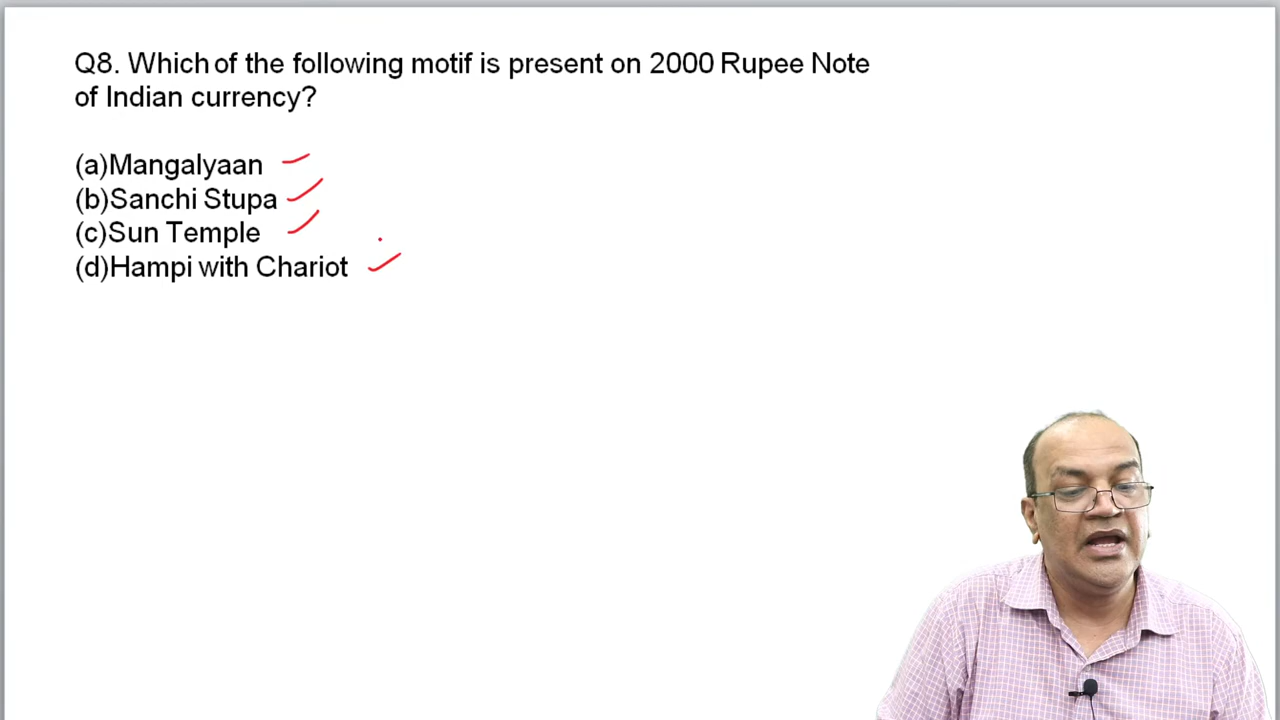 Q8. Which of the following motif is present on 2000 Rupee Note
of Indian currency?
(a)Mangalyaan
(b)Sanchi Stupa
(c)Sun Temple
(d)Hampi with Chariot